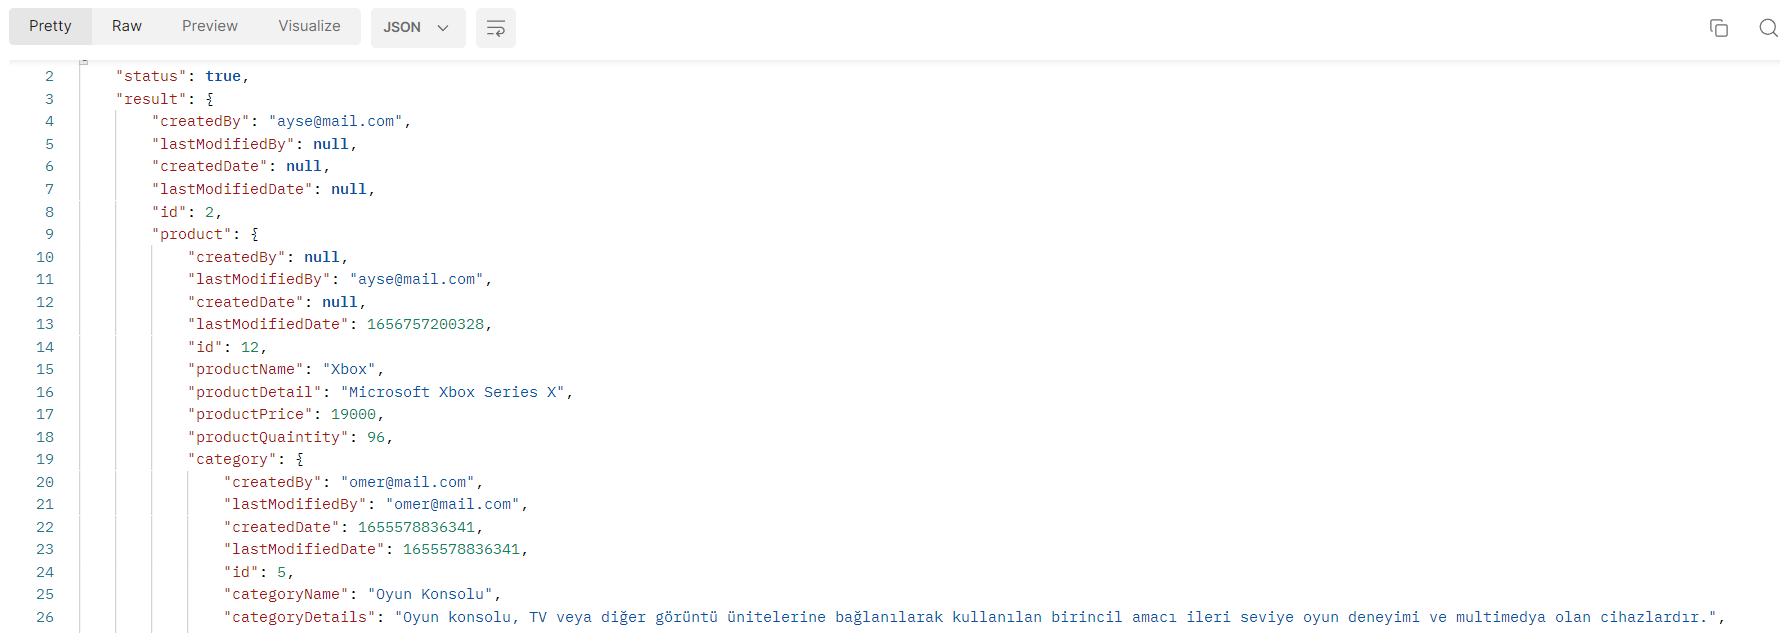 Pretty Raw Preview Visualize JSON
2 "status": true,
3 "result": {
4 "createdBy": "ayse@mail.com",
5 "lastModifiedBy": null,
6 "createdDate": null,
7 "lastModifiedDate": null,
8 "id": 2,
9 "product": {
10 "createdBy": null,
11 "lastModifiedBy": "ayse@mail.com",
12 "createdDate": null,
13 "lastModifiedDate": 1656757200328,
14 "id": 12,
15 "productName": "Xbox",
16 "productDetail": "Microsoft Xbox Series X",
17 "productPrice": 19000,
18 "productQuaintity": 96,
19 "category": {
20 "createdBy": "omer@mail.com",
21 "lastModifiedBy": "omer@mail.com",
22 "createdDate": 1655578836341,
23 "lastModifiedDate": 1655578836341,
24 "id": 5,
25 "categoryName": "Oyun Konsolu",
26 "categoryDetails": "Oyun konsolu, TV veya diğer görüntü ünitelerine bağlanılarak kullanılan birincil amacı ileri seviye oyun deneyimi ve multimedya olan cihazlardır.",